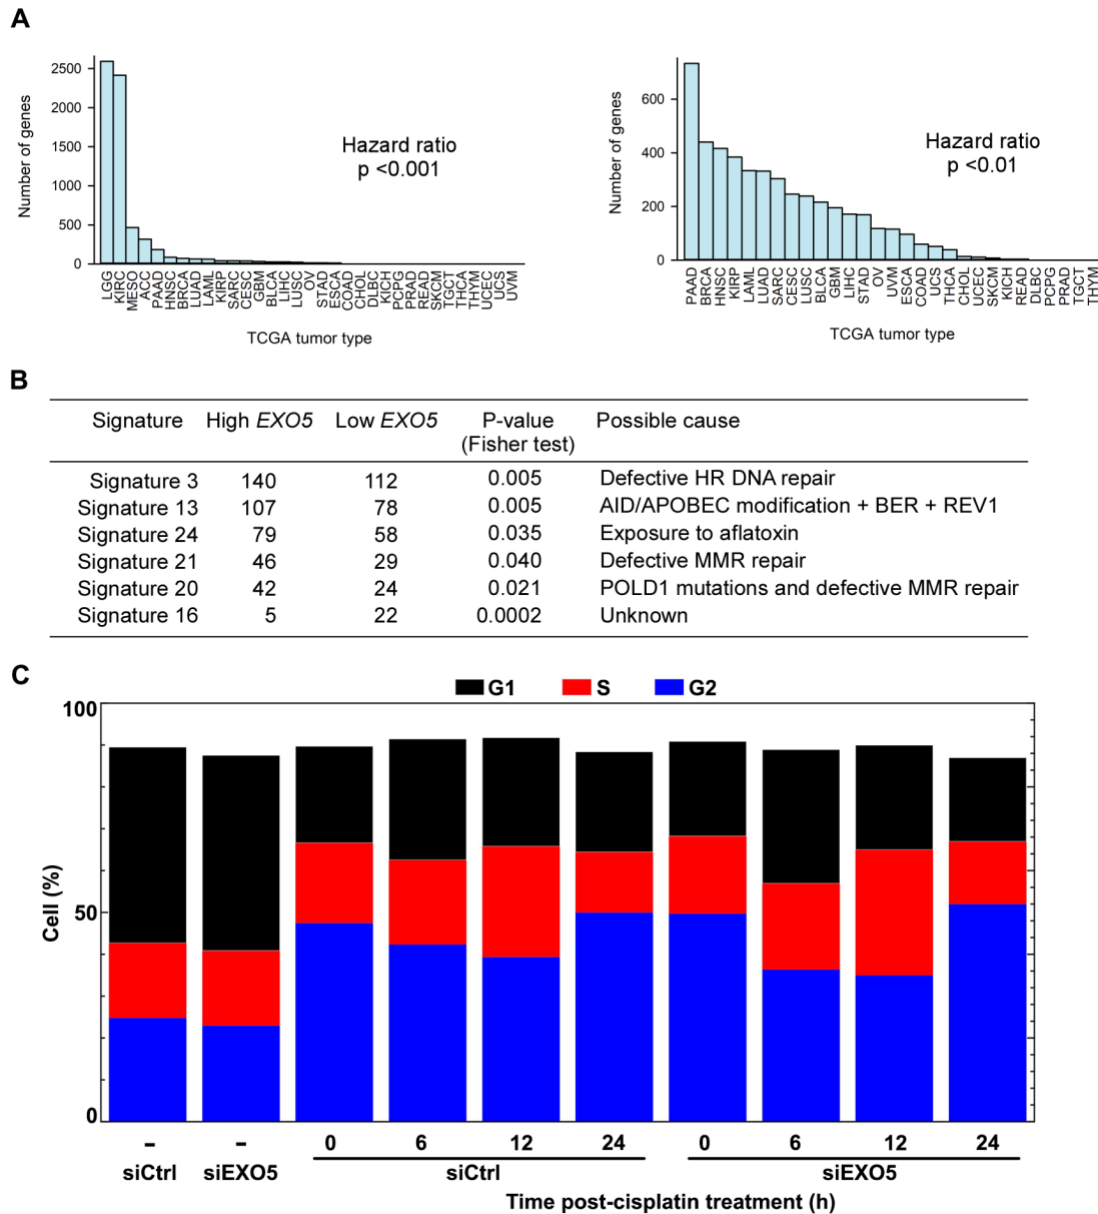 A
Number of genes
2500
2000
1500
1000
500
0
Hazard ratio
p <0.001
LGG KIRC MESO ACC PAAD HNSC BRCA LUAD LAML KIRP SARC CESC GBM BLCA LIHC LUSC OV STAD ESCA COAD CHOL DLBC KICH PCPG PRAD READ SKCM TGCT THCA THYM UCEC UCS UVM
TCGA tumor type
Number of genes
600
400
200
0
Hazard ratio
p <0.01
PAAD BRCA HNSC KIRP LAML LUAD SARC CESC LUSC BLCA GBM LIHC STAD OV UVM ESCA COAD UCS THCA CHOL UCEC SKCM KICH READ DLBC PCPG PRAD TGCT THYM
TCGA tumor type
B
Signature High EXO5 Low EXO5 P-value Possible cause
(Fisher test)
Signature 3 140 112 0.005 Defective HR DNA repair
Signature 13 107 78 0.005 AID/APOBEC modification + BER + REV1
Signature 24 79 58 0.035 Exposure to aflatoxin
Signature 21 46 29 0.040 Defective MMR repair
Signature 20 42 24 0.021 POLD1 mutations and defective MMR repair
Signature 16 5 22 0.0002 Unknown
C
G1 S G2
Cell (%)
100
50
0
– – 0 6 12 24 0 6 12 24
siCtrl siEXO5 siCtrl siEXO5
Time post-cisplatin treatment (h)